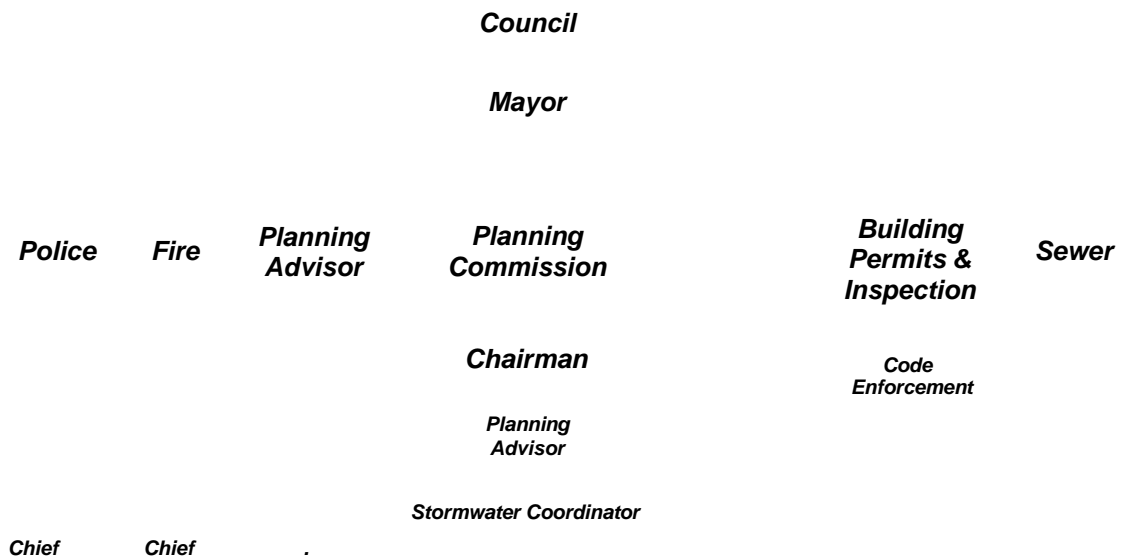 Council
Mayor
Police
Fire
Planning
Advisor
Planning
Commission
Building
Permits &
Inspection
Sewer
Chairman
Code
Enforcement
Planning
Advisor
Stormwater Coordinator
Chief
Chief